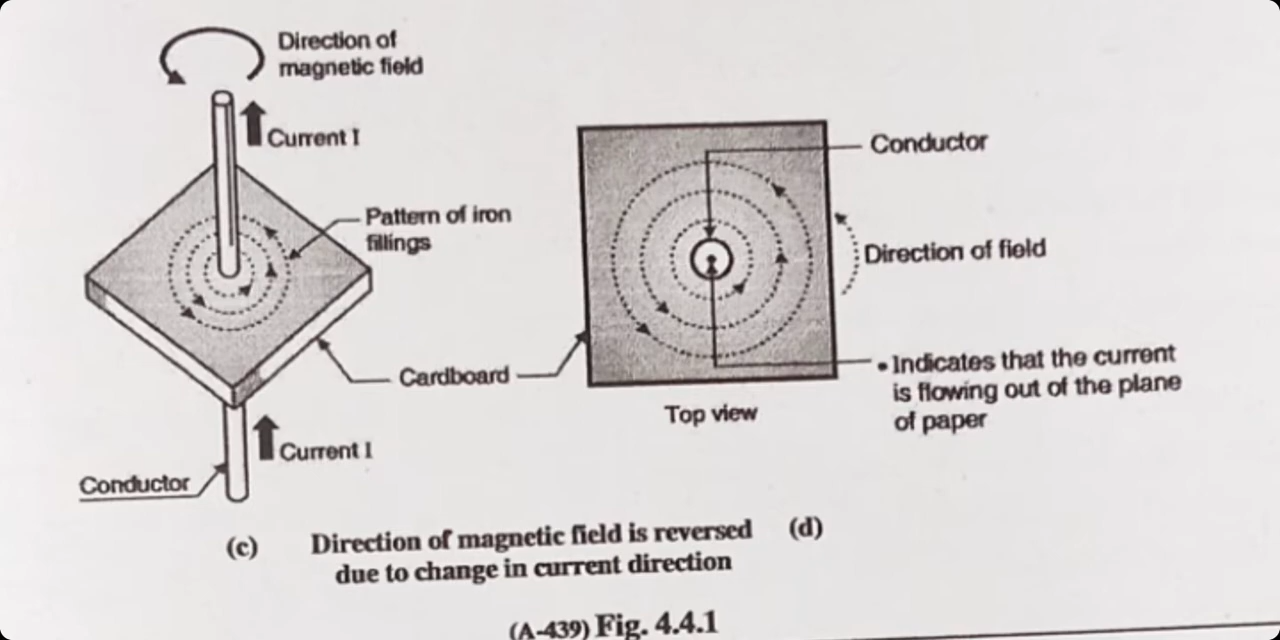 Direction of
magnetic field
Current I
Pattern of iron
fillings
Cardboard
Current I
Conductor
Conductor
Direction of field
• Indicates that the current
is flowing out of the plane
of paper
Top view
(c) Direction of magnetic field is reversed (d)
due to change in current direction
(A-439) Fig. 4.4.1